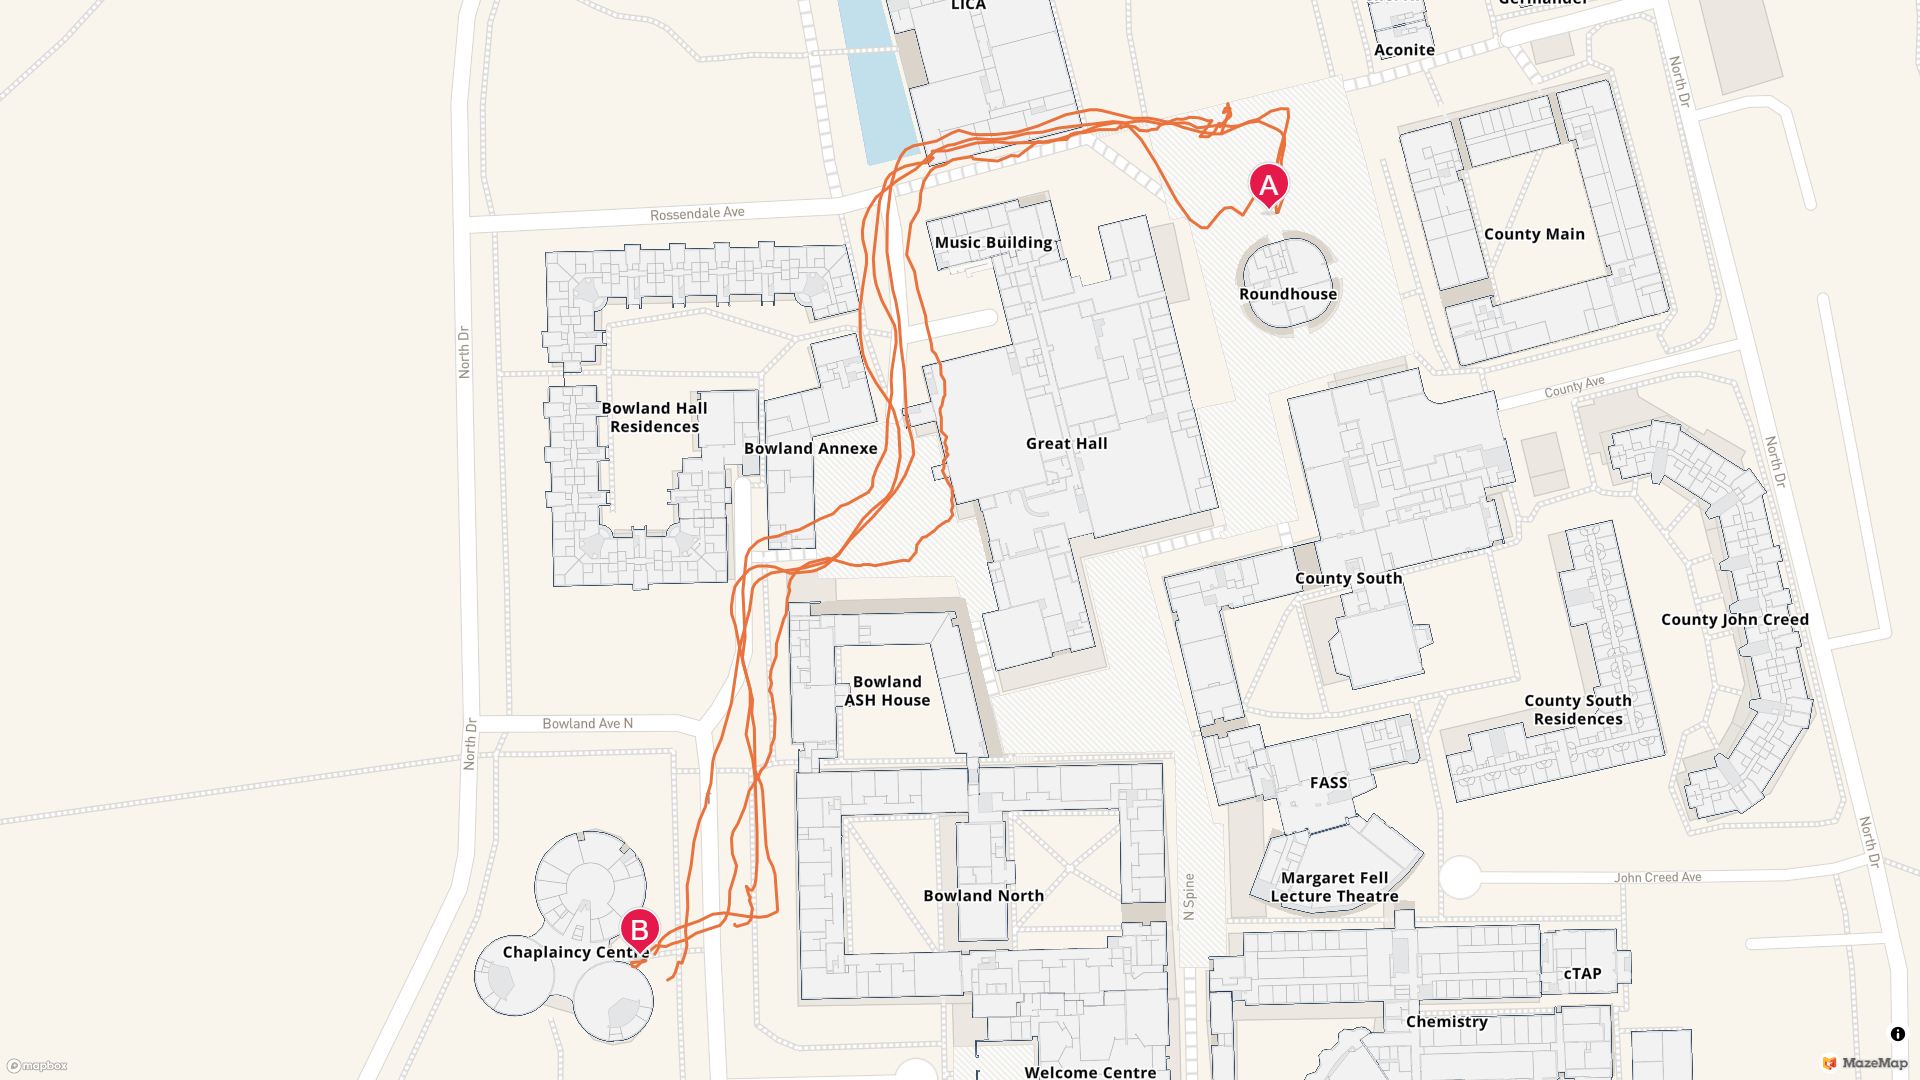 LICA
Germander
Aconite
North Dr
A
Rossendale Ave
Music Building
County Main
Roundhouse
North Dr
County Ave
Bowland Hall
Residences
Bowland Annexe
Great Hall
North Dr
County South
County John Creed
Bowland
ASH House
County South
Residences
Bowland Ave N
North Dr
FASS
North Dr
Margaret Fell
Lecture Theatre
John Creed Ave
N Spine
Bowland North
B
Chaplaincy Centre
cTAP
Chemistry
Welcome Centre
mapbox
MazeMap